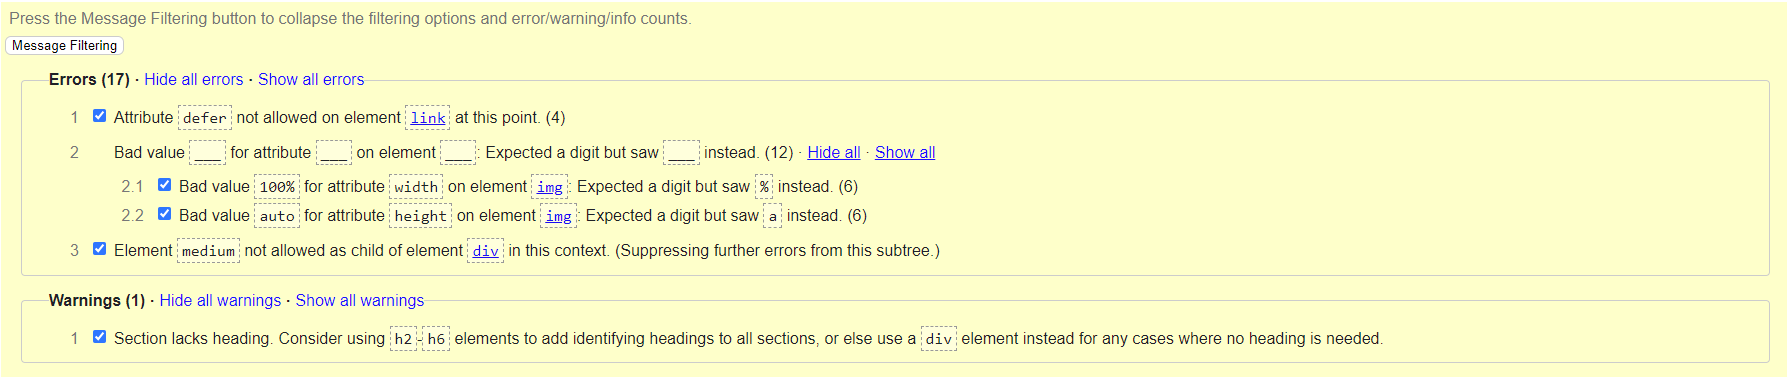 Press the Message Filtering button to collapse the filtering options and error/warning/info counts.
Message Filtering
Errors (17) · Hide all errors · Show all errors
1 Attribute defer not allowed on element link at this point. (4)
2 Bad value ___ for attribute ___ on element ___: Expected a digit but saw ___ instead. (12) · Hide all · Show all
2.1 Bad value 100% for attribute width on element img: Expected a digit but saw % instead. (6)
2.2 Bad value auto for attribute height on element img: Expected a digit but saw a instead. (6)
3 Element medium not allowed as child of element div in this context. (Suppressing further errors from this subtree.)
Warnings (1) · Hide all warnings · Show all warnings
1 Section lacks heading. Consider using h2-h6 elements to add identifying headings to all sections, or else use a div element instead for any cases where no heading is needed.